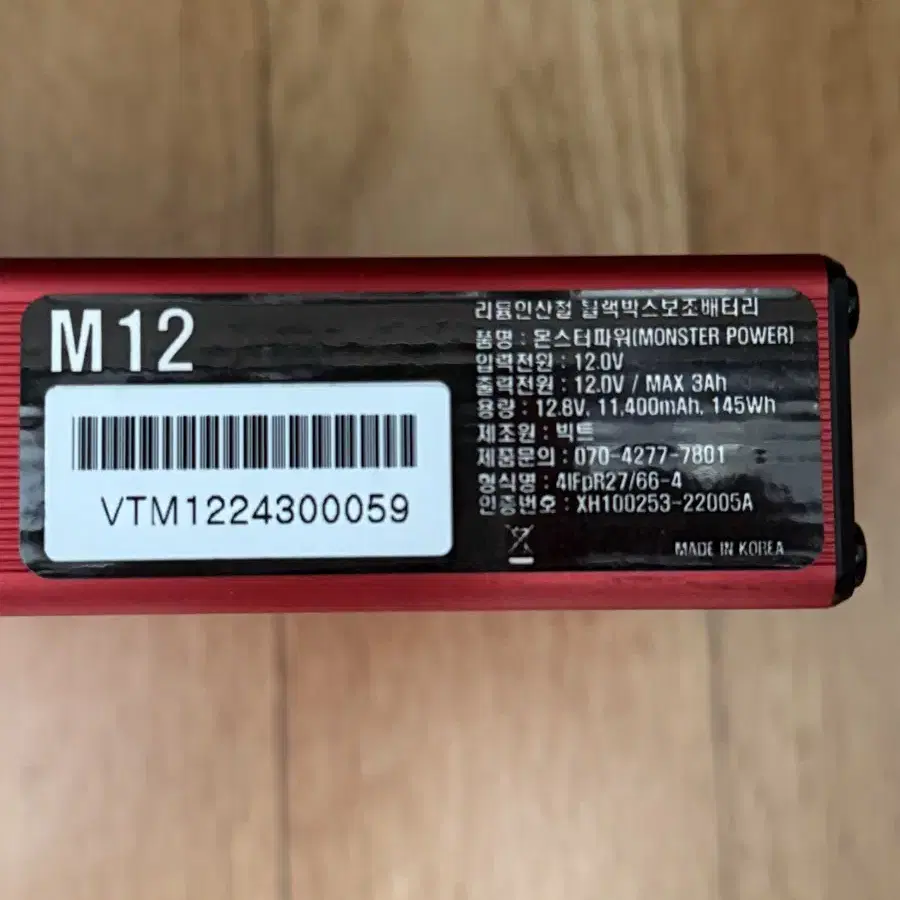 M12
VTM1224300059
리튬인산철 블랙박스보조배터리
품명 : 몬스터파워(MONSTER POWER)
입력전원 : 12.0V
출력전원 : 12.0V / MAX 3Ah
용량 : 12.8V, 11,400mAh, 145Wh
제조원 : 빅트
제품문의 : 070-4277-7801
형식명 : 4IFpR27/66-4
인증번호 : XH100253-22005A
MADE IN KOREA